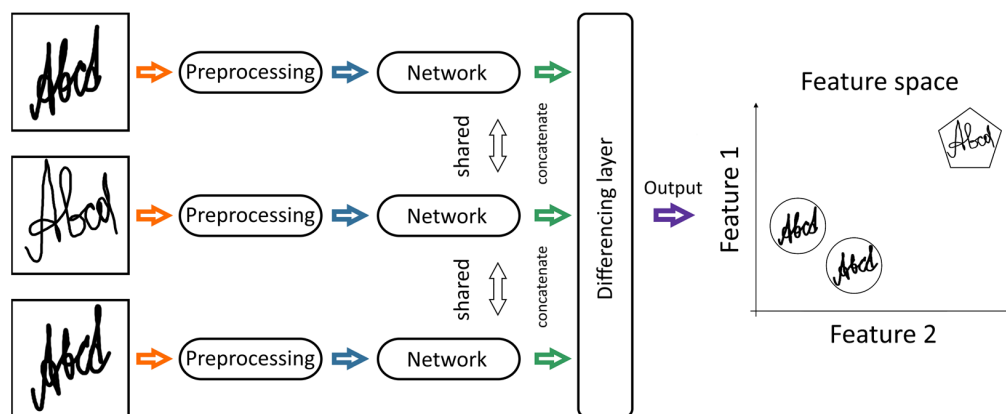 Abcd
Preprocessing
Network
shared
concatenate
Abcd
Preprocessing
Network
shared
concatenate
Abcd
Preprocessing
Network
Differencing layer
Output
Feature space
Feature 1
Abcd
Abcd
Abcd
Feature 2